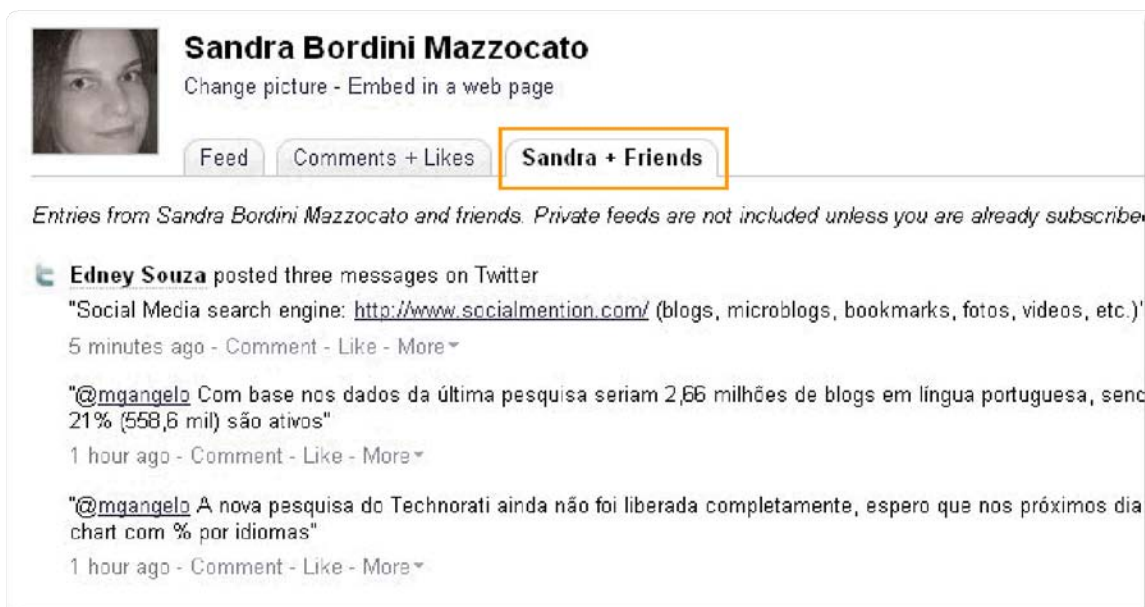 Sandra Bordini Mazzocato
Change picture - Embed in a web page
Feed Comments + Likes Sandra + Friends
Entries from Sandra Bordini Mazzocato and friends. Private feeds are not included unless you are already
Edney Souza posted three messages on Twitter
"Social Media search engine: http://www.socialmention.com/ (blogs, microblogs, bookmarks, fotos, videos, etc.)"
5 minutes ago - Comment - Like - More
"@mgangelo Com base nos dados da última pesquisa seriam 2,66 milhões de blogs em língua portuguesa,
21% (558,6 mil) são ativos"
1 hour ago - Comment - Like - More
"@mgangelo A nova pesquisa do Technorati ainda não foi liberada completamente, espero que nos próximos
chart com % por idiomas"
1 hour ago - Comment - Like - More